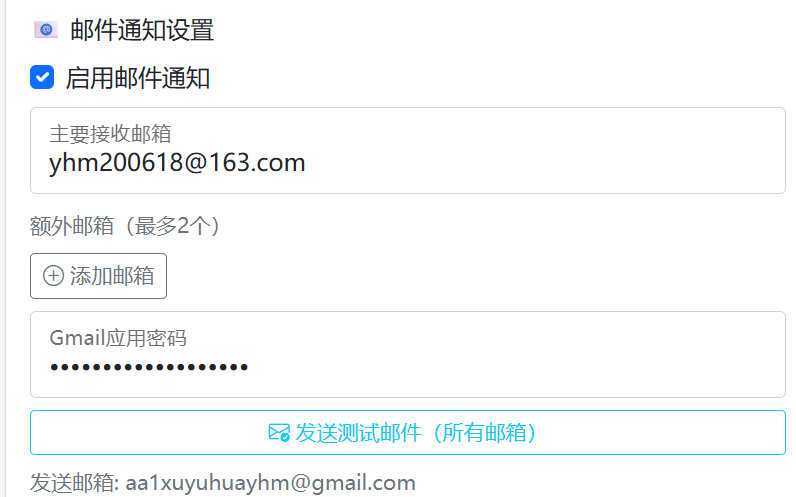 邮件通知设置
启用邮件通知
主要接收邮箱
yhm200618@163.com
额外邮箱（最多2个）
添加邮箱
Gmail应用密码
•••••••••••••••••••
发送测试邮件（所有邮箱）
发送邮箱: aa1xuyuhuayhm@gmail.com